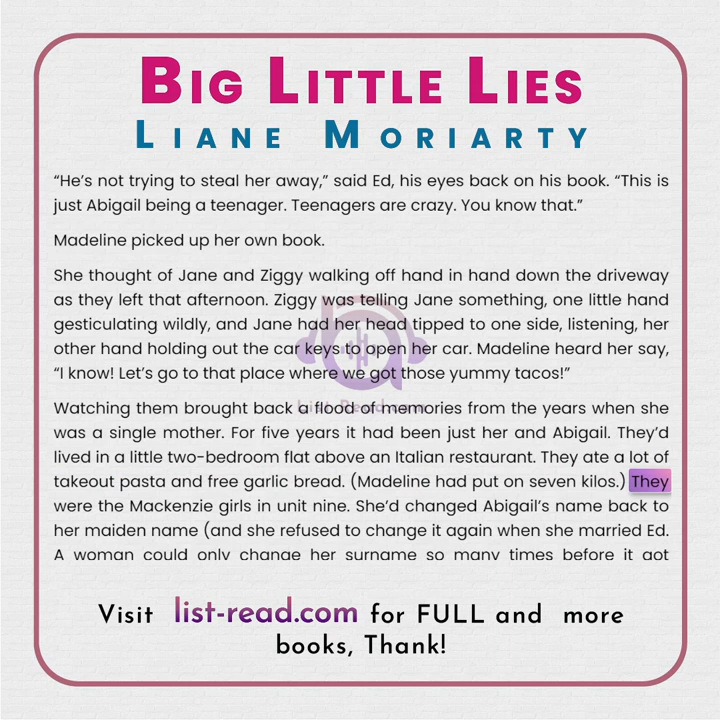 BIG LITTLE LIES
LIANE MORIARTY
“He’s not trying to steal her away,” said Ed, his eyes back on his book. “This is
just Abigail being a teenager. Teenagers are crazy. You know that.”
Madeline picked up her own book.
She thought of Jane and Ziggy walking off hand in hand down the driveway
as they left that afternoon. Ziggy was telling Jane something, one little hand
gesticulating wildly, and Jane had her head tipped to one side, listening, her
other hand holding out the car keys to open her car. Madeline heard her say,
“I know! Let’s go to that place where we got those yummy tacos!”
Watching them brought back a flood of memories from the years when she
List-Read.com
was a single mother. For five years it had been just her and Abigail. They’d
lived in a little two-bedroom flat above an Italian restaurant. They ate a lot of
takeout pasta and free garlic bread. (Madeline had put on seven kilos.) They
were the Mackenzie girls in unit nine. She’d changed Abigail’s name back to
her maiden name (and she refused to change it again when she married Ed.
A woman could only change her surname so many times before it got
Visit list-read.com for FULL and more
books, Thank!